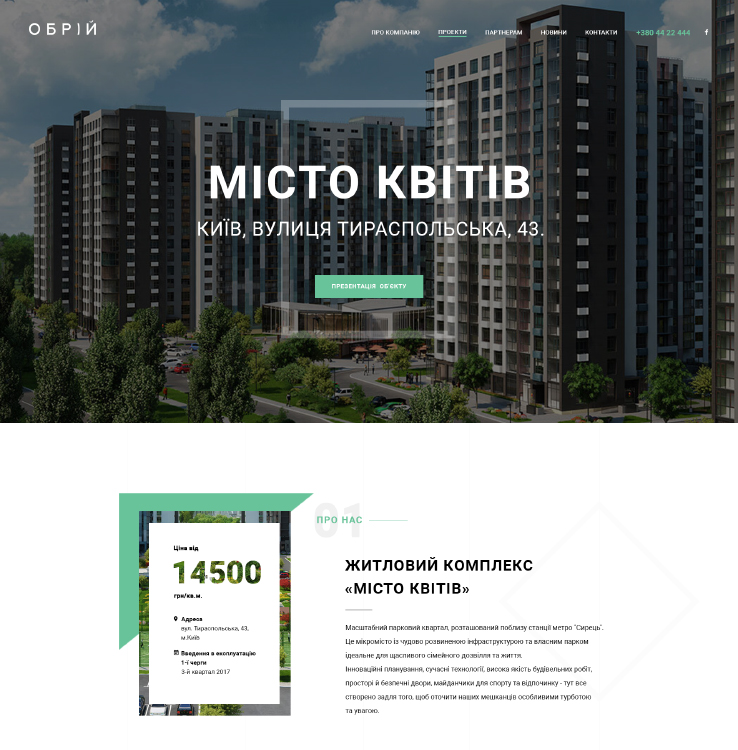 ОБРІЙ
ПРО КОМПАНІЮ ПРОЕКТИ ПАРТНЕРАМ НОВИНИ КОНТАКТИ +380 44 22 444 f
МІСТО КВІТІВ
КИЇВ, ВУЛИЦЯ ТИРАСПОЛЬСЬКА, 43.
ПРЕЗЕНТАЦІЯ ОБ'ЄКТУ
01
ПРО НАС
Ціна від
14500
грн/кв.м.
Адреса
вул. Тираспольська, 43,
м.Київ
Введення в експлуатацію
1-ї черги
3-й квартал 2017
ЖИТЛОВИЙ КОМПЛЕКС
«МІСТО КВІТІВ»
Масштабний парковий квартал, розташований поблизу станції метро "Сирець".
Це мікромісто із чудово розвиненою інфраструктурою та власним парком
ідеальне для щасливого сімейного дозвілля та життя.
Інноваційні планування, сучасні технології, висока якість будівельних робіт,
просторі й безпечні двори, майданчики для спорту та відпочинку - тут все
створено задля того, щоб оточити наших мешканців особливими турботою
та увагою.